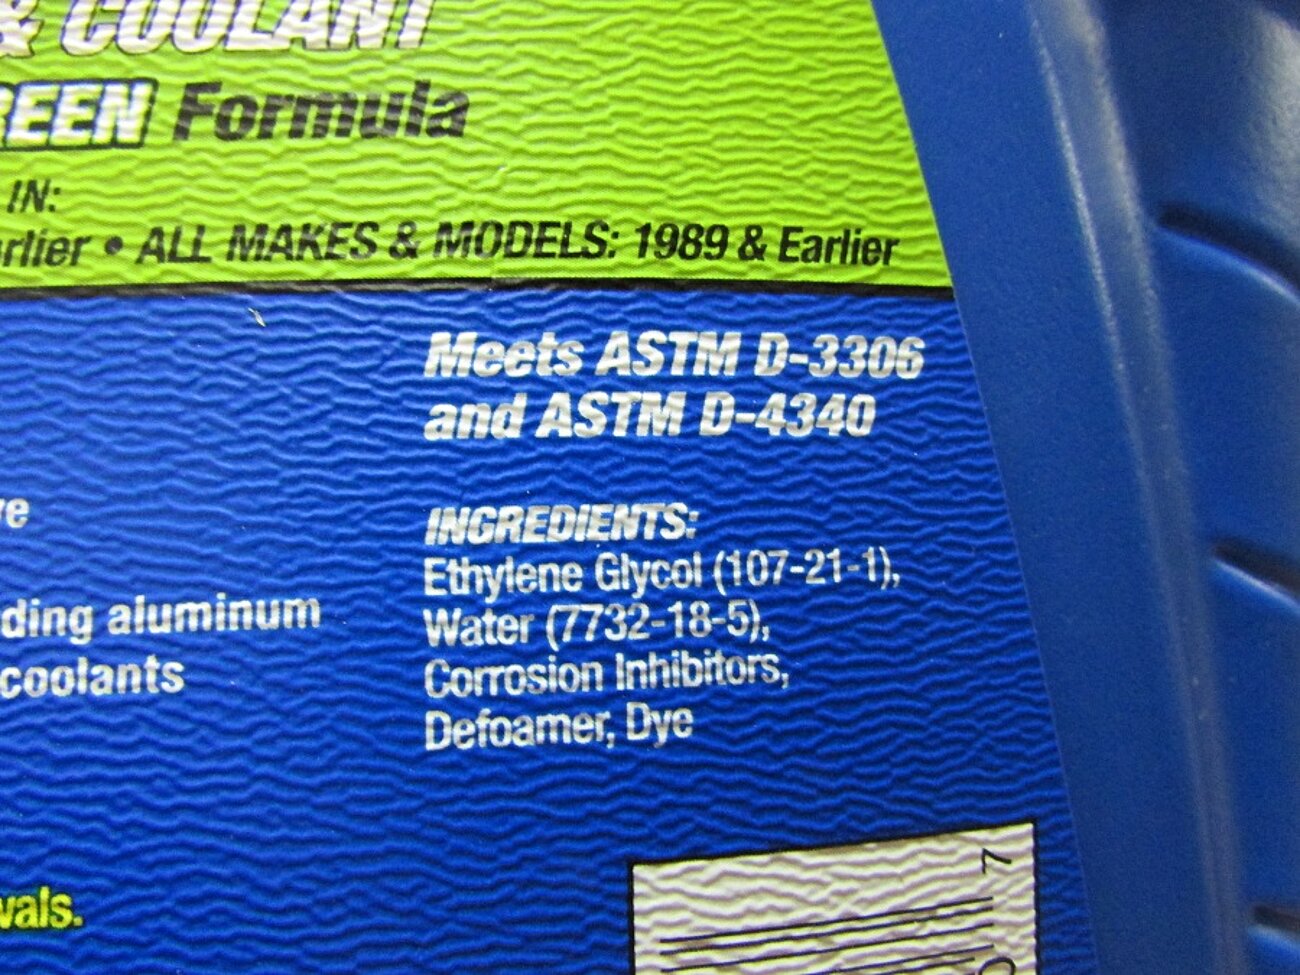 & COOLANT
REEN Formula
IN:
rlier • ALL MAKES & MODELS: 1989 & Earlier
Meets ASTM D-3306
and ASTM D-4340
INGREDIENTS:
Ethylene Glycol (107-21-1),
Water (7732-18-5),
Corrosion Inhibitors,
Defoamer, Dye
ding aluminum
coolants
vals.
7